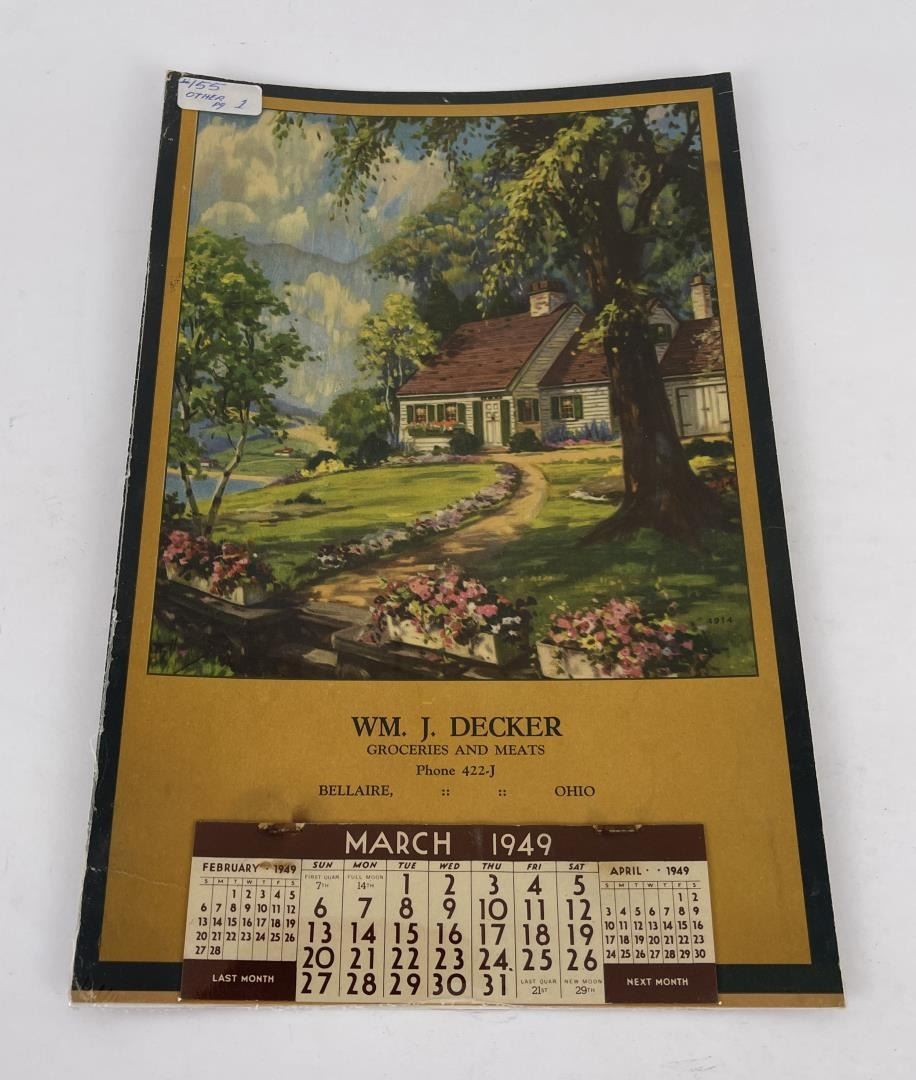 #155
OTHER
pg 1
4914
WM. J. DECKER
GROCERIES AND MEATS
Phone 422-J
BELLAIRE, :: :: OHIO
MARCH 1949
FEBRUARY · 1949
S M T W T F S
1 2 3 4 5
6 7 8 9 10 11 12
13 14 15 16 17 18 19
20 21 22 23 24 25 26
27 28
LAST MONTH
SUN MON TUE WED THU FRI SAT
FIRST QUAR 7TH FULL MOON 14TH 1 2 3 4 5
6 7 8 9 10 11 12
13 14 15 16 17 18 19
20 21 22 23 24 25 26
27 28 29 30 31 LAST QUAR 21ST NEW MOON 29TH
APRIL · · 1949
S M T W T F S
1 2
3 4 5 6 7 8 9
10 11 12 13 14 15 16
17 18 19 20 21 22 23
24 25 26 27 28 29 30
NEXT MONTH